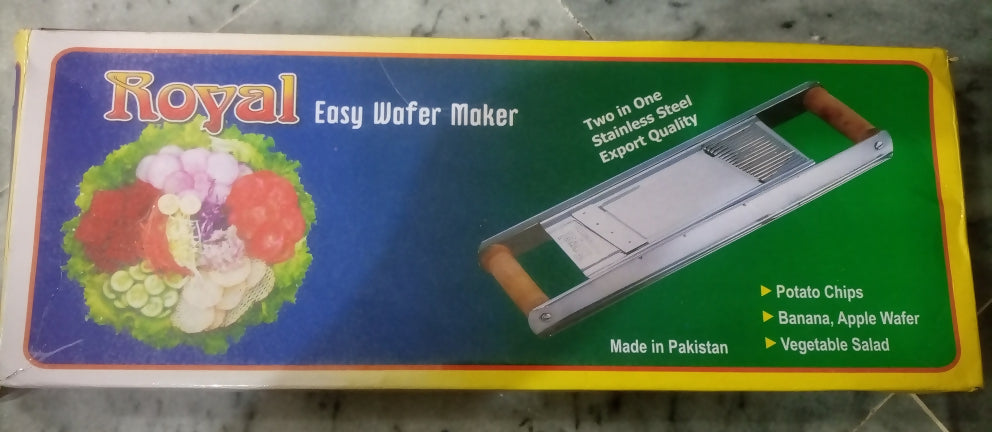 Royal Easy Wafer Maker
Two in One
Stainless Steel
Export Quality
Potato Chips
Banana, Apple Wafer
Vegetable Salad
Made in Pakistan